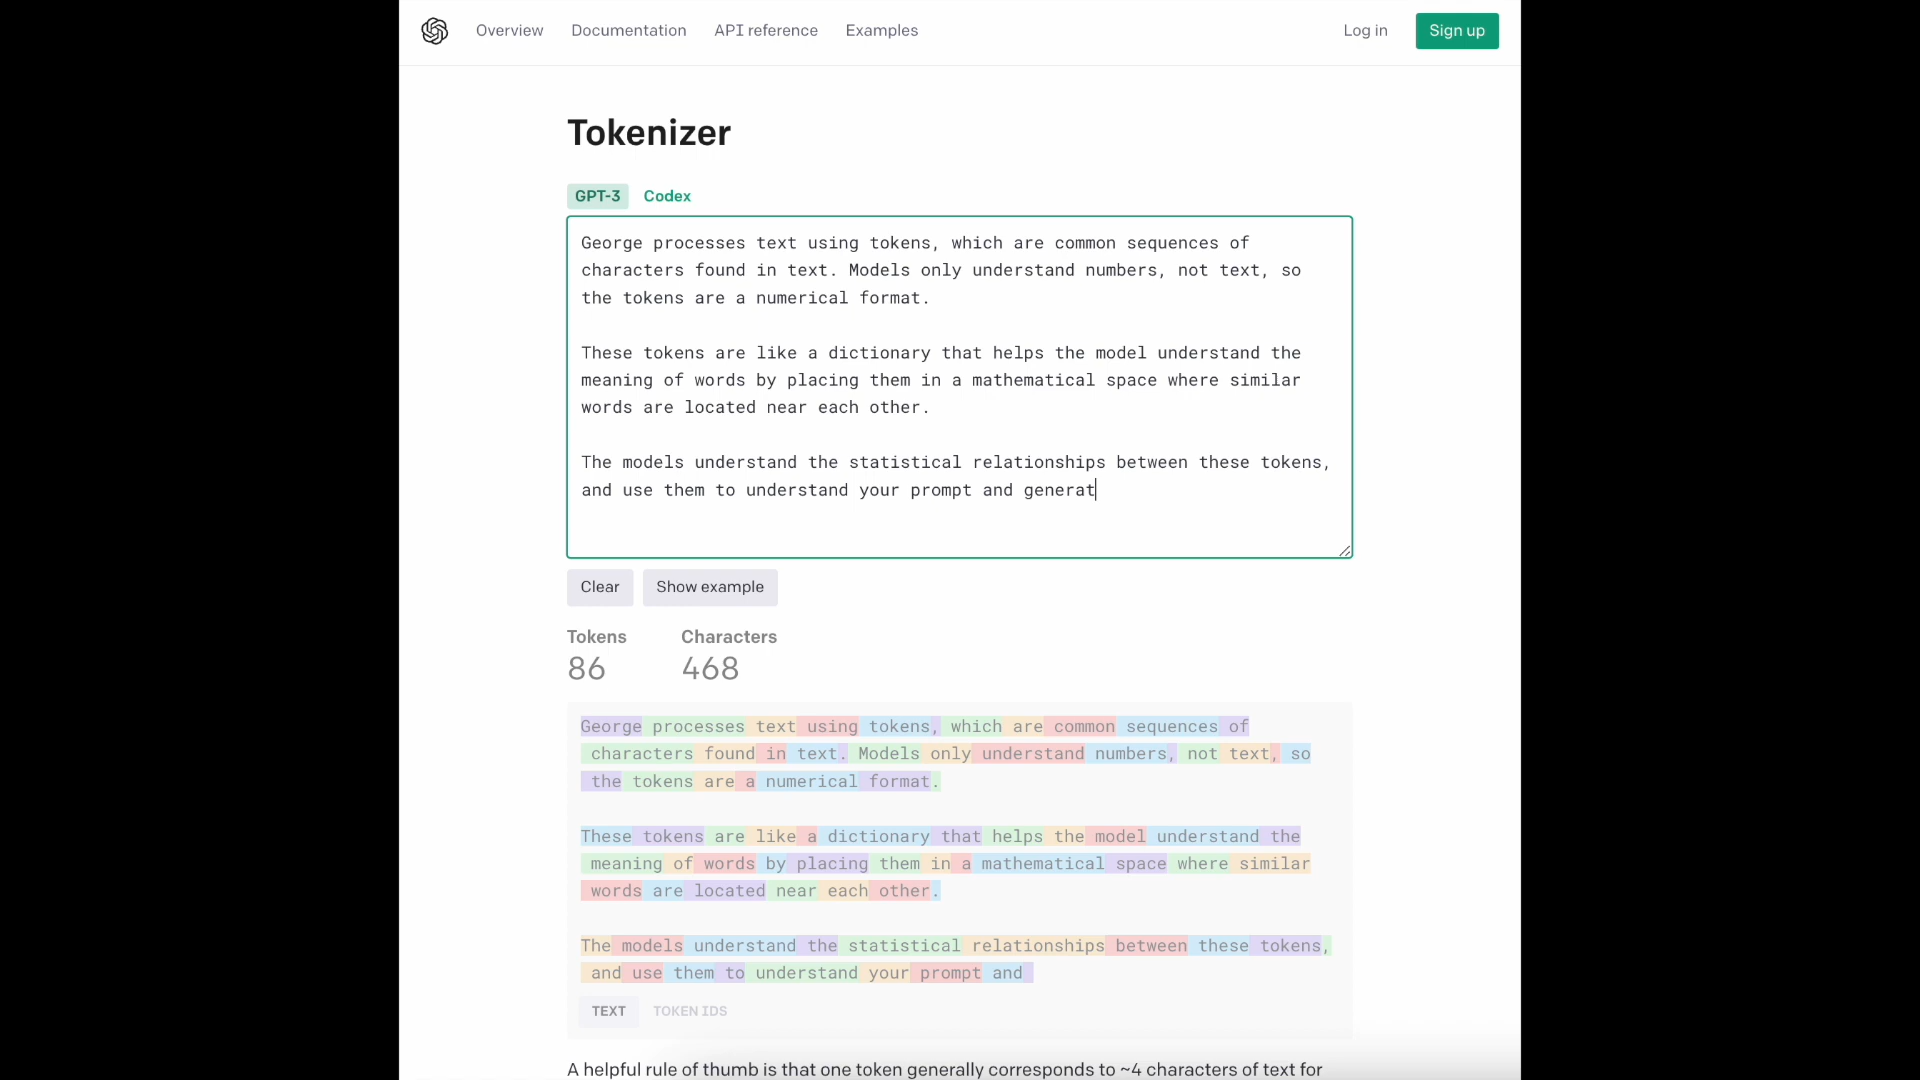 Overview Documentation API reference Examples Log in Sign up
Tokenizer
GPT-3 Codex
George processes text using tokens, which are common sequences of
characters found in text. Models only understand numbers, not text, so
the tokens are a numerical format.
These tokens are like a dictionary that helps the model understand the
meaning of words by placing them in a mathematical space where similar
words are located near each other.
The models understand the statistical relationships between these tokens,
and use them to understand your prompt and generat
Clear Show example
Tokens Characters
86 468
George processes text using tokens, which are common sequences of
characters found in text. Models only understand numbers, not text, so
the tokens are a numerical format.
These tokens are like a dictionary that helps the model understand the
meaning of words by placing them in a mathematical space where similar
words are located near each other.
The models understand the statistical relationships between these tokens,
and use them to understand your prompt and
TEXT TOKEN IDS
A helpful rule of thumb is that one token generally corresponds to ~4 characters of text for